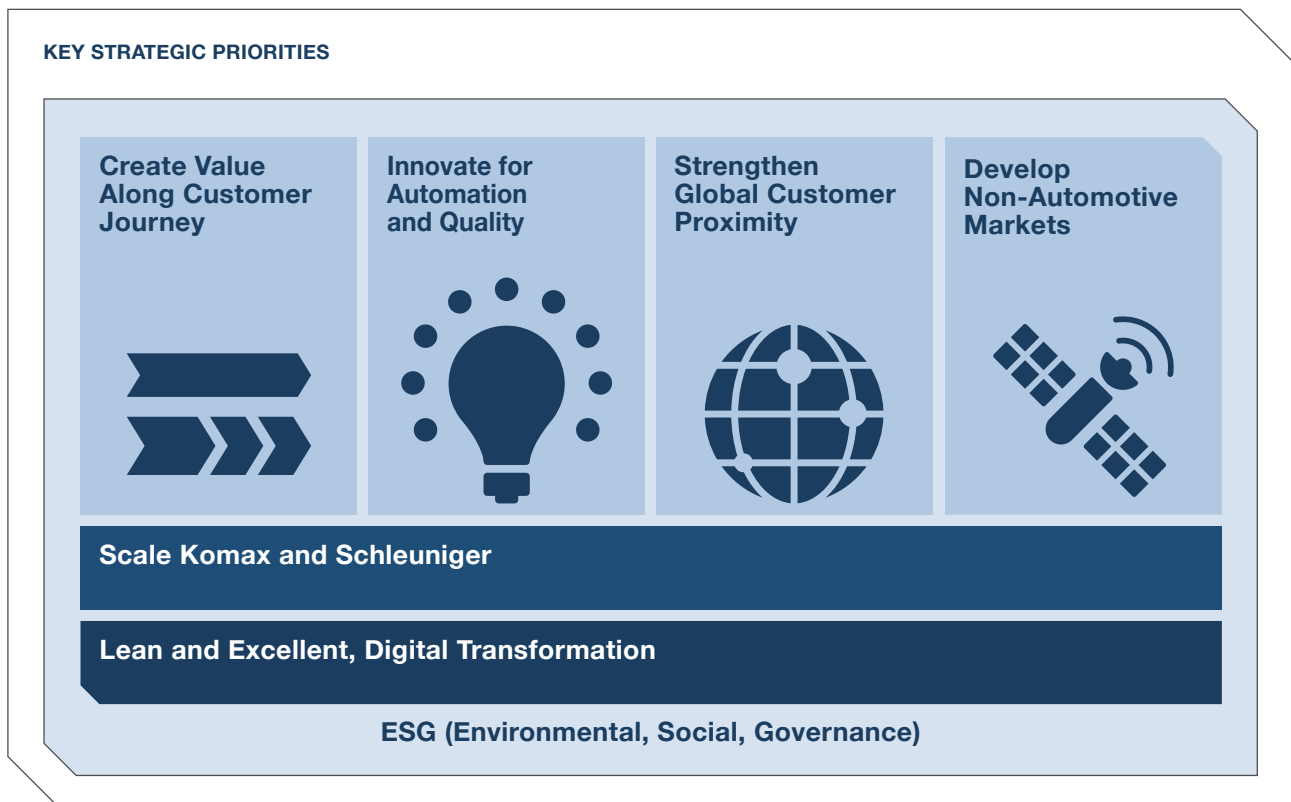 KEY STRATEGIC PRIORITIES
Create Value
Along Customer
Journey
Innovate for
Automation
and Quality
Strengthen
Global Customer
Proximity
Develop
Non-Automotive
Markets
Scale Komax and Schleuniger
Lean and Excellent, Digital Transformation
ESG (Environmental, Social, Governance)